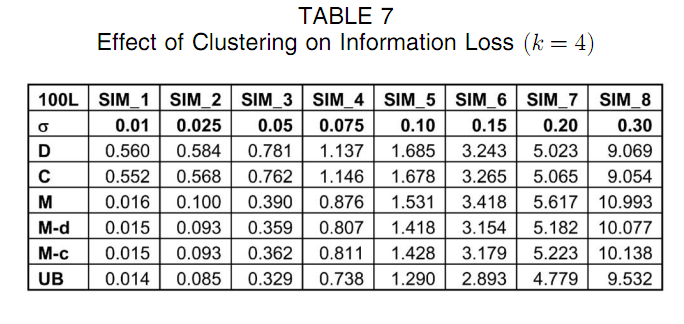 TABLE 7
Effect of Clustering on Information Loss (k = 4)
100L SIM_1 SIM_2 SIM_3 SIM_4 SIM_5 SIM_6 SIM_7 SIM_8
σ 0.01 0.025 0.05 0.075 0.10 0.15 0.20 0.30
D 0.560 0.584 0.781 1.137 1.685 3.243 5.023 9.069
C 0.552 0.568 0.762 1.146 1.678 3.265 5.065 9.054
M 0.016 0.100 0.390 0.876 1.531 3.418 5.617 10.993
M-d 0.015 0.093 0.359 0.807 1.418 3.154 5.182 10.077
M-c 0.015 0.093 0.362 0.811 1.428 3.179 5.223 10.138
UB 0.014 0.085 0.329 0.738 1.290 2.893 4.779 9.532